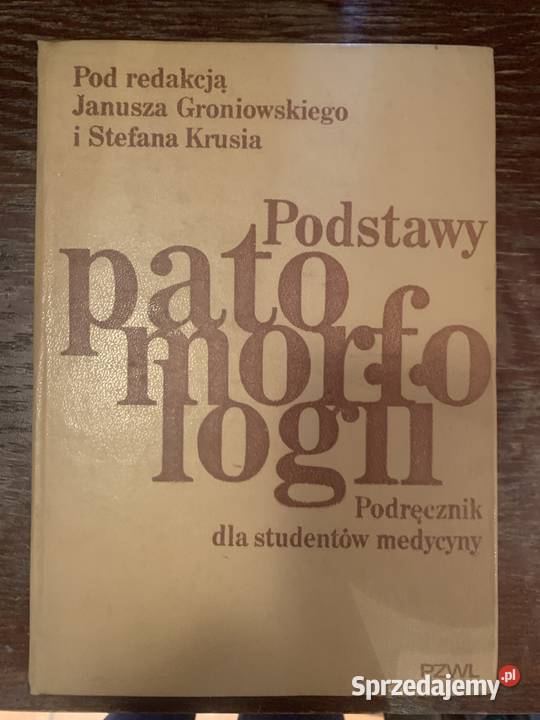 Pod redakcją
Janusza Groniowskiego
i Stefana Krusia
Podstawy
pato
morfo
logii
Podręcznik
dla studentów medycyny
PZWL
Sprzedajemy.pl